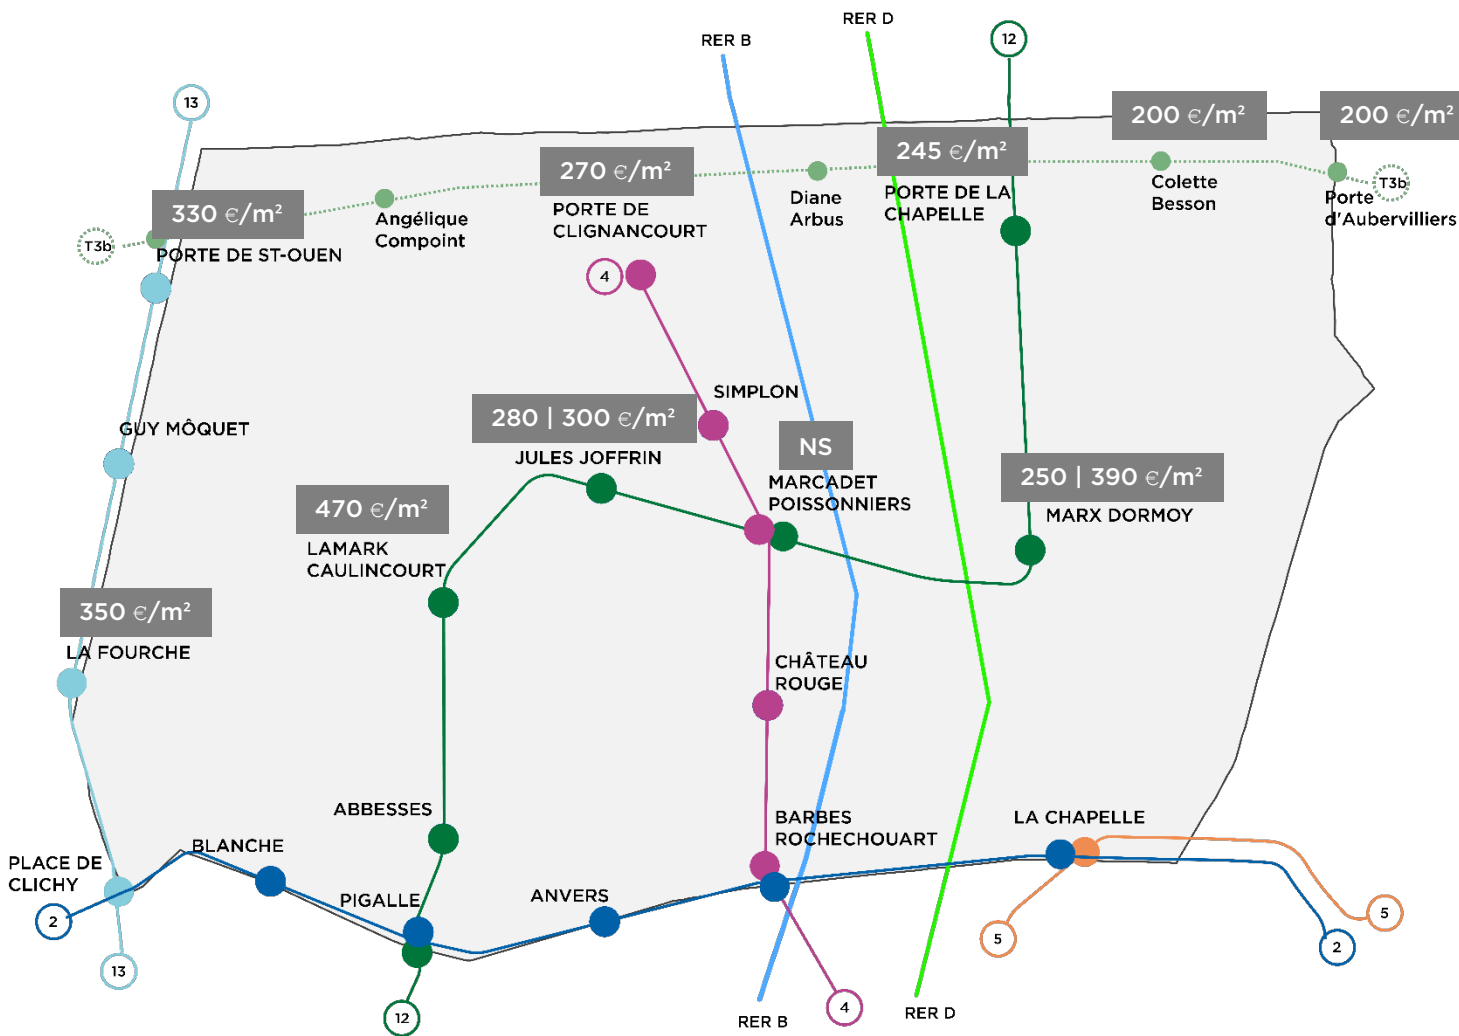 RER D
RER B
12
13
200 €/m²
200 €/m²
270 €/m²
245 €/m²
330 €/m²
Angélique
Compoint
PORTE DE
CLIGNANCOURT
Diane
Arbus
PORTE DE LA
CHAPELLE
Colette
Besson
Porte
d'Aubervilliers
T3b
T3b
PORTE DE ST-OUEN
4
SIMPLON
280 | 300 €/m²
GUY MÔQUET
JULES JOFFRIN
NS
MARCADET
POISSONNIERS
250 | 390 €/m²
MARX DORMOY
470 €/m²
LAMARK
CAULINCOURT
350 €/m²
LA FOURCHE
CHÂTEAU
ROUGE
ABBESSES
BARBES
ROCHECHOUART
LA CHAPELLE
BLANCHE
PLACE DE
CLICHY
PIGALLE
ANVERS
2
13
12
RER B
4
RER D
5
2
5